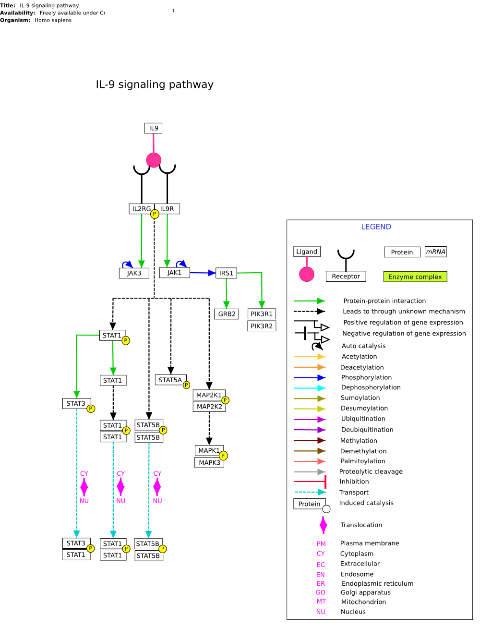 Title: IL-9 signaling pathway
Availability: Freely available under C(
Organism: Homo sapiens
1
IL-9 signaling pathway
IL9
IL2RG
P
IL9R
JAK3
JAK1
IRS1
GRB2
PIK3R1
PIK3R2
STAT1
P
STAT1
STAT5A
P
STAT3
P
MAP2K1
MAP2K2
P
STAT1
STAT1
P
STAT5B
STAT5B
MAPK1
MAPK3
P
CY
CY
CY
NU
NU
NU
STAT3
STAT1
P
STAT1
STAT1
P
STAT5B
STAT5B
P
LEGEND
Ligand
Receptor
Protein
mRNA
Enzyme complex
Protein-protein interaction
Leads to through unknown mechanism
Positive regulation of gene expression
Negative regulation of gene expression
Auto catalysis
Acetylation
Deacetylation
Phosphorylation
Dephosphorylation
Sumoylation
Desumoylation
Ubiquitination
Deubiquitination
Methylation
Demethylation
Palmitoylation
Proteolytic cleavage
Inhibition
Transport
Protein
Induced catalysis
Translocation
PM Plasma membrane
CY Cytoplasm
EC Extracellular
EN Endosome
ER Endoplasmic reticulum
GO Golgi apparatus
MT Mitochondrion
NU Nucleus